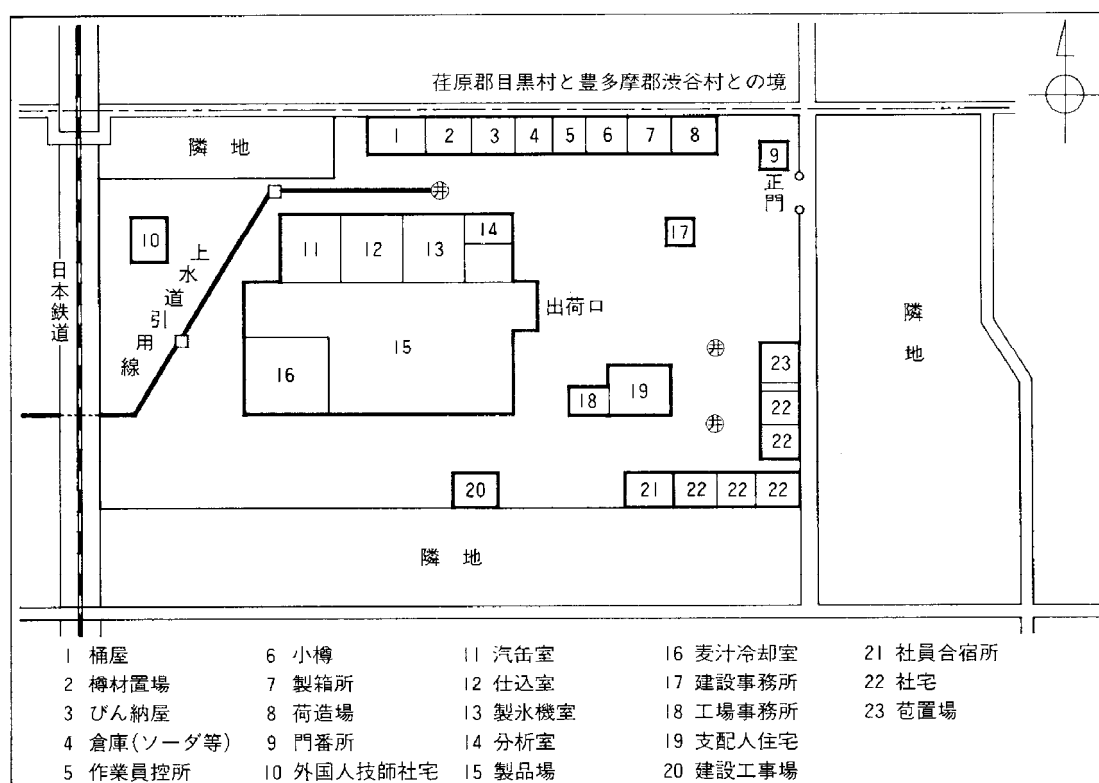 荏原郡目黒村と豊多摩郡渋谷村との境
隣地
1 2 3 4 5 6 7 8
9
正門
井
10
上水道引用線
11 12 13 14
17
日本鉄道
出荷口
隣地
15
16
井
23
18 19
22
井
22
20
21 22 22 22
隣地
1 桶屋
2 樽材置場
3 びん納屋
4 倉庫(ソーダ等)
5 作業員控所
6 小樽
7 製箱所
8 荷造場
9 門番所
10 外国人技師社宅
11 汽缶室
12 仕込室
13 製氷機室
14 分析室
15 製品場
16 麦汁冷却室
17 建設事務所
18 工場事務所
19 支配人住宅
20 建設工事場
21 社員合宿所
22 社宅
23 苞置場